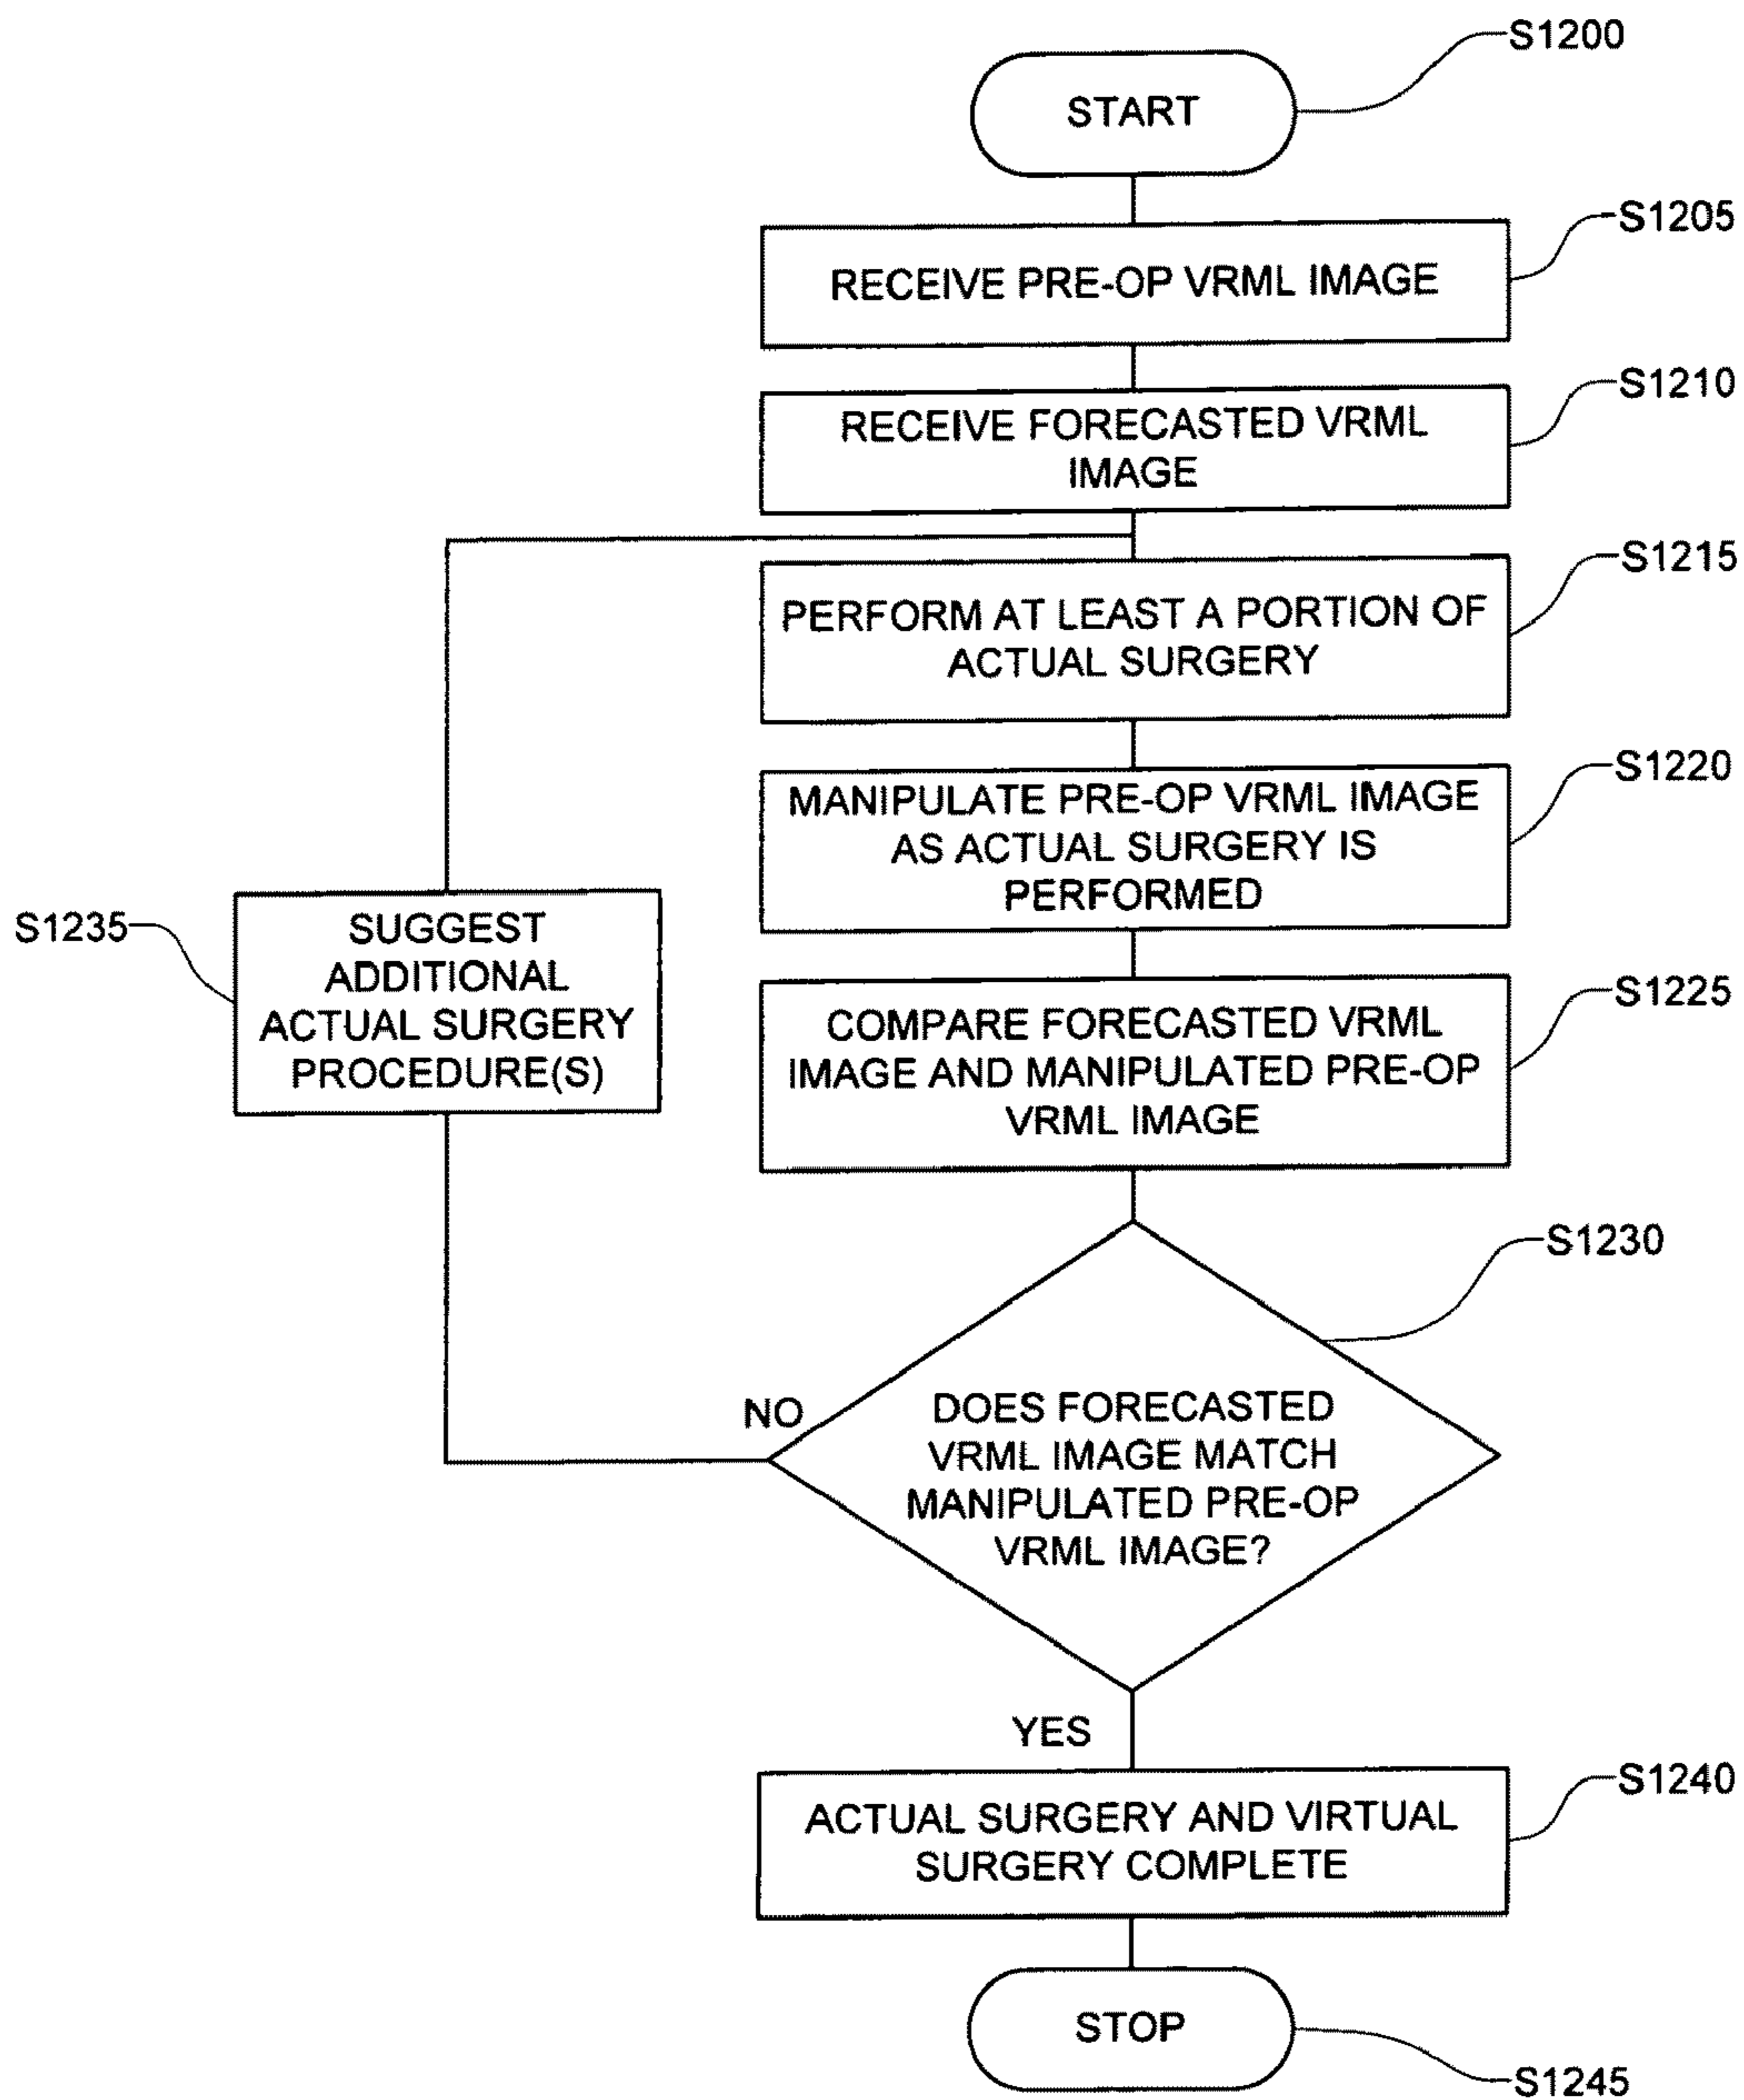 S1200
START
S1205
RECEIVE PRE-OP VRML IMAGE
S1210
RECEIVE FORECASTED VRML
IMAGE
S1215
PERFORM AT LEAST A PORTION OF
ACTUAL SURGERY
S1220
MANIPULATE PRE-OP VRML IMAGE
AS ACTUAL SURGERY IS
PERFORMED
S1235
SUGGEST
ADDITIONAL
ACTUAL SURGERY
PROCEDURE(S)
S1225
COMPARE FORECASTED VRML
IMAGE AND MANIPULATED PRE-OP
VRML IMAGE
S1230
NO
DOES FORECASTED
VRML IMAGE MATCH
MANIPULATED PRE-OP
VRML IMAGE?
YES
S1240
ACTUAL SURGERY AND VIRTUAL
SURGERY COMPLETE
STOP
S1245